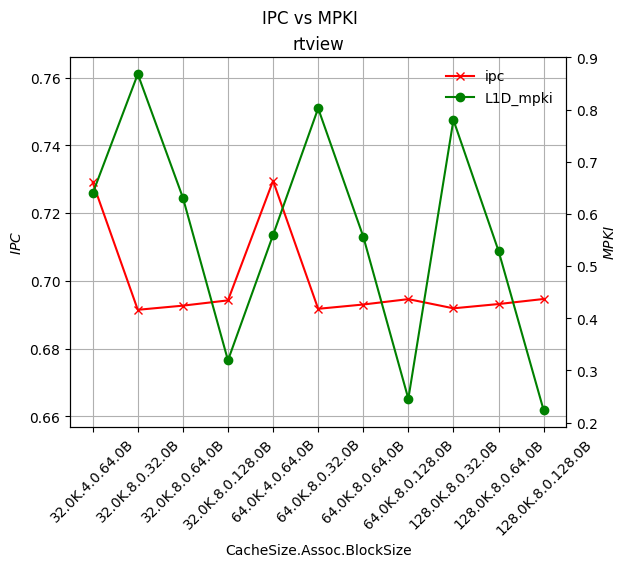 IPC vs MPKI
rtview
ipc
L1D_mpki
0.76
0.74
0.72
0.70
0.68
0.66
IPC
0.9
0.8
0.7
0.6
0.5
0.4
0.3
0.2
MPKI
32.0K.4.0.64.0B
32.0K.8.0.32.0B
32.0K.8.0.64.0B
32.0K.8.0.128.0B
64.0K.4.0.64.0B
64.0K.8.0.32.0B
64.0K.8.0.64.0B
64.0K.8.0.128.0B
128.0K.8.0.32.0B
128.0K.8.0.64.0B
128.0K.8.0.128.0B
CacheSize.Assoc.BlockSize